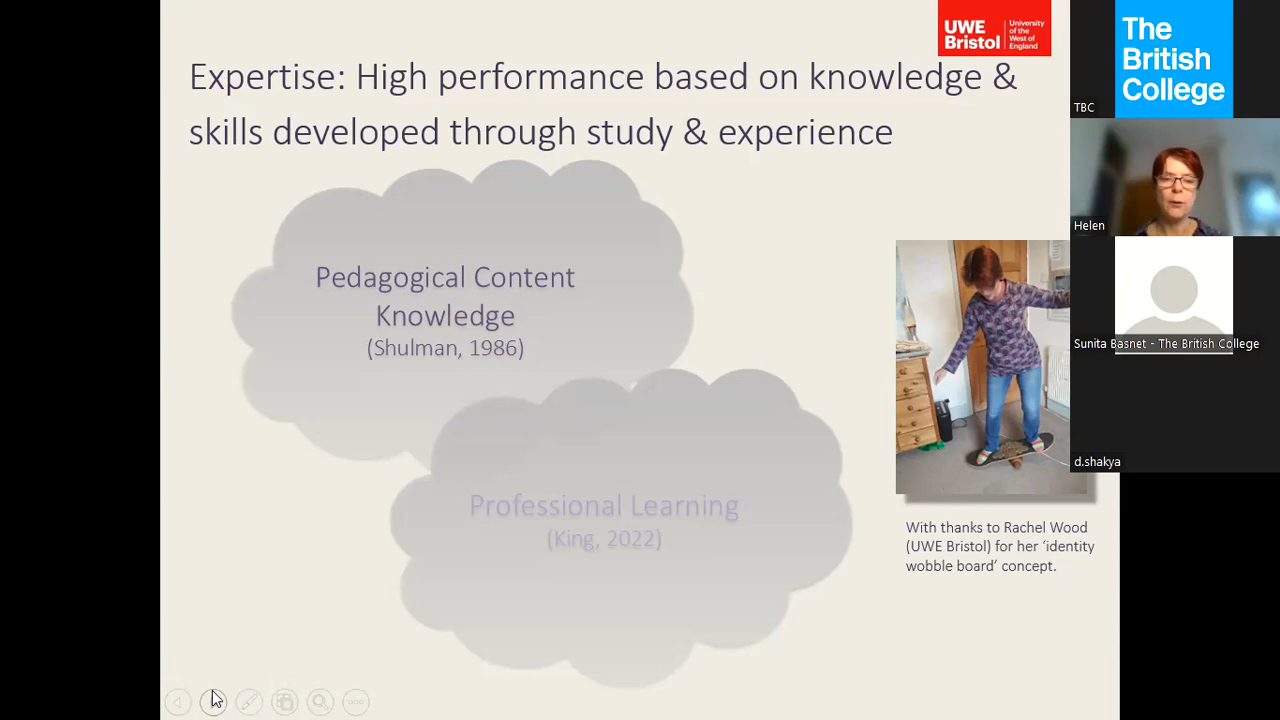 UWE
Bristol
University
of the
West of
England
Expertise: High performance based on knowledge &
skills developed through study & experience
Pedagogical Content
Knowledge
(Shulman, 1986)
Professional Learning
(King, 2022)
With thanks to Rachel Wood
(UWE Bristol) for her ‘identity
wobble board’ concept.
The
British
College
TBC
Helen
Sunita Basnet - The British College
d.shakya